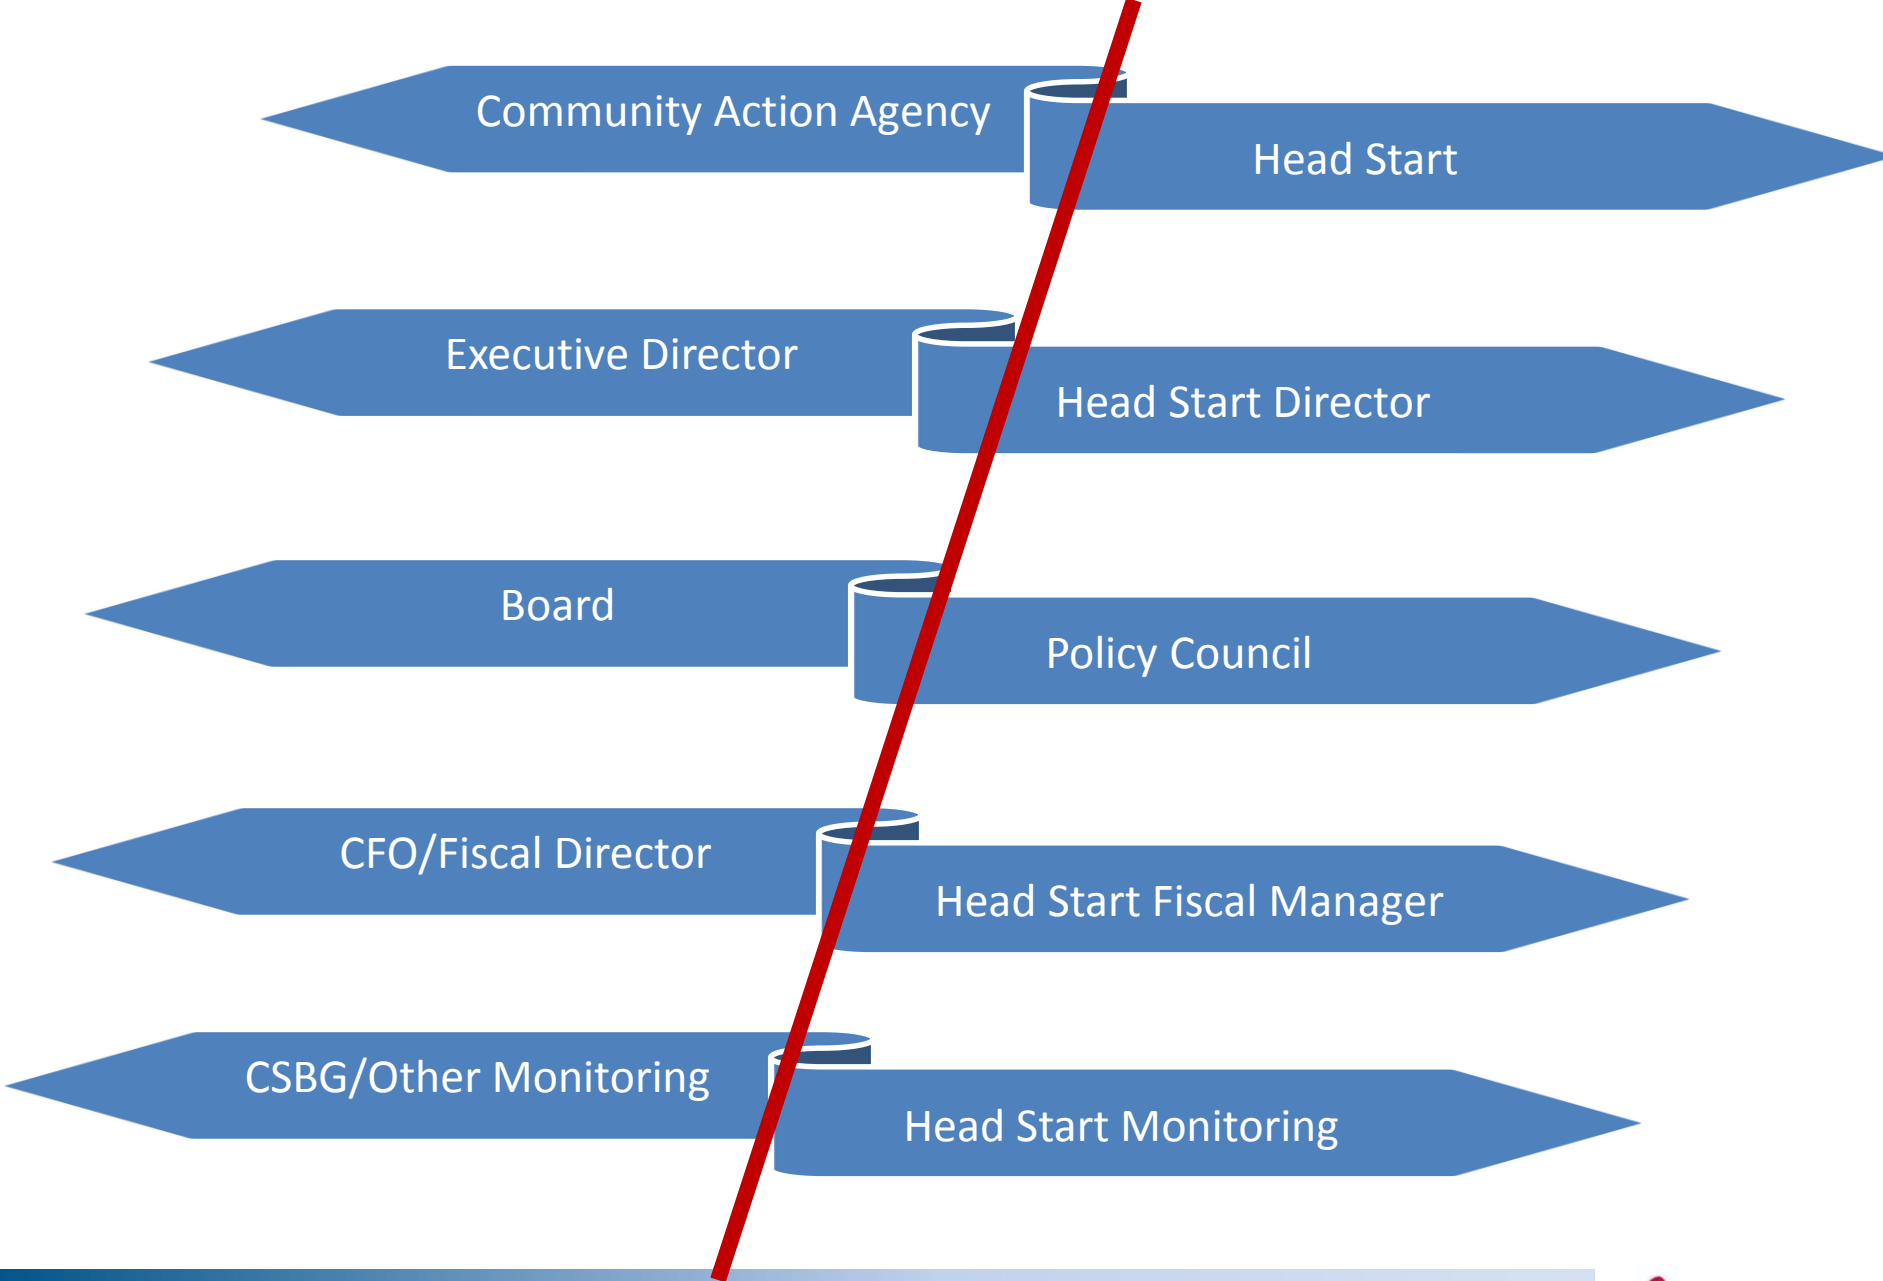 Community Action Agency
Head Start
Executive Director
Head Start Director
Board
Policy Council
CFO/Fiscal Director
Head Start Fiscal Manager
CSBG/Other Monitoring
Head Start Monitoring